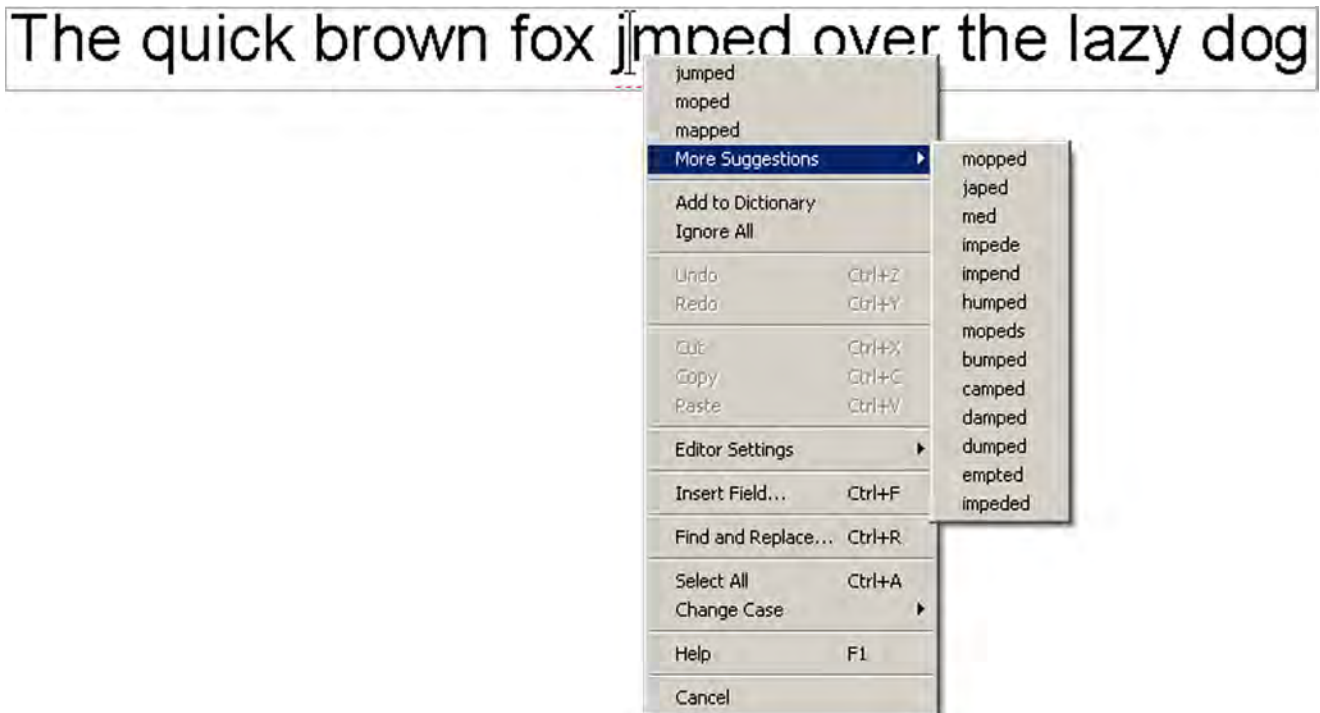 The quick brown fox jmped over the lazy dog
jumped
moped
mapped
More Suggestions
Add to Dictionary
Ignore All
Undo Ctrl+Z
Redo Ctrl+Y
Cut Ctrl+X
Copy Ctrl+C
Paste Ctrl+V
Editor Settings
Insert Field... Ctrl+F
Find and Replace... Ctrl+R
Select All Ctrl+A
Change Case
Help F1
Cancel
mopped
japed
med
impede
impend
humped
mopeds
bumped
camped
damped
dumped
empted
impeded